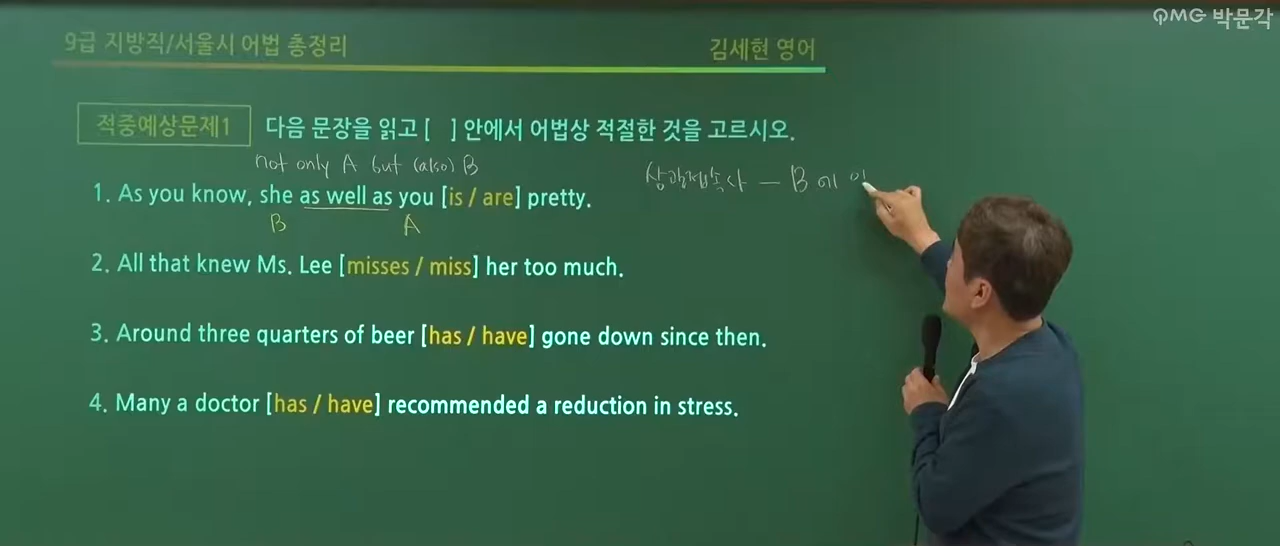 QMG 박문각
9급 지방직/서울시 어법 총정리
김세현 영어
적중예상문제1 다음 문장을 읽고 [ ] 안에서 어법상 적절한 것을 고르시오.
not only A but (also) B
상관접속사 — B에
1. As you know, she as well as you [is / are] pretty.
B A
2. All that knew Ms. Lee [misses / miss] her too much.
3. Around three quarters of beer [has / have] gone down since then.
4. Many a doctor [has / have] recommended a reduction in stress.